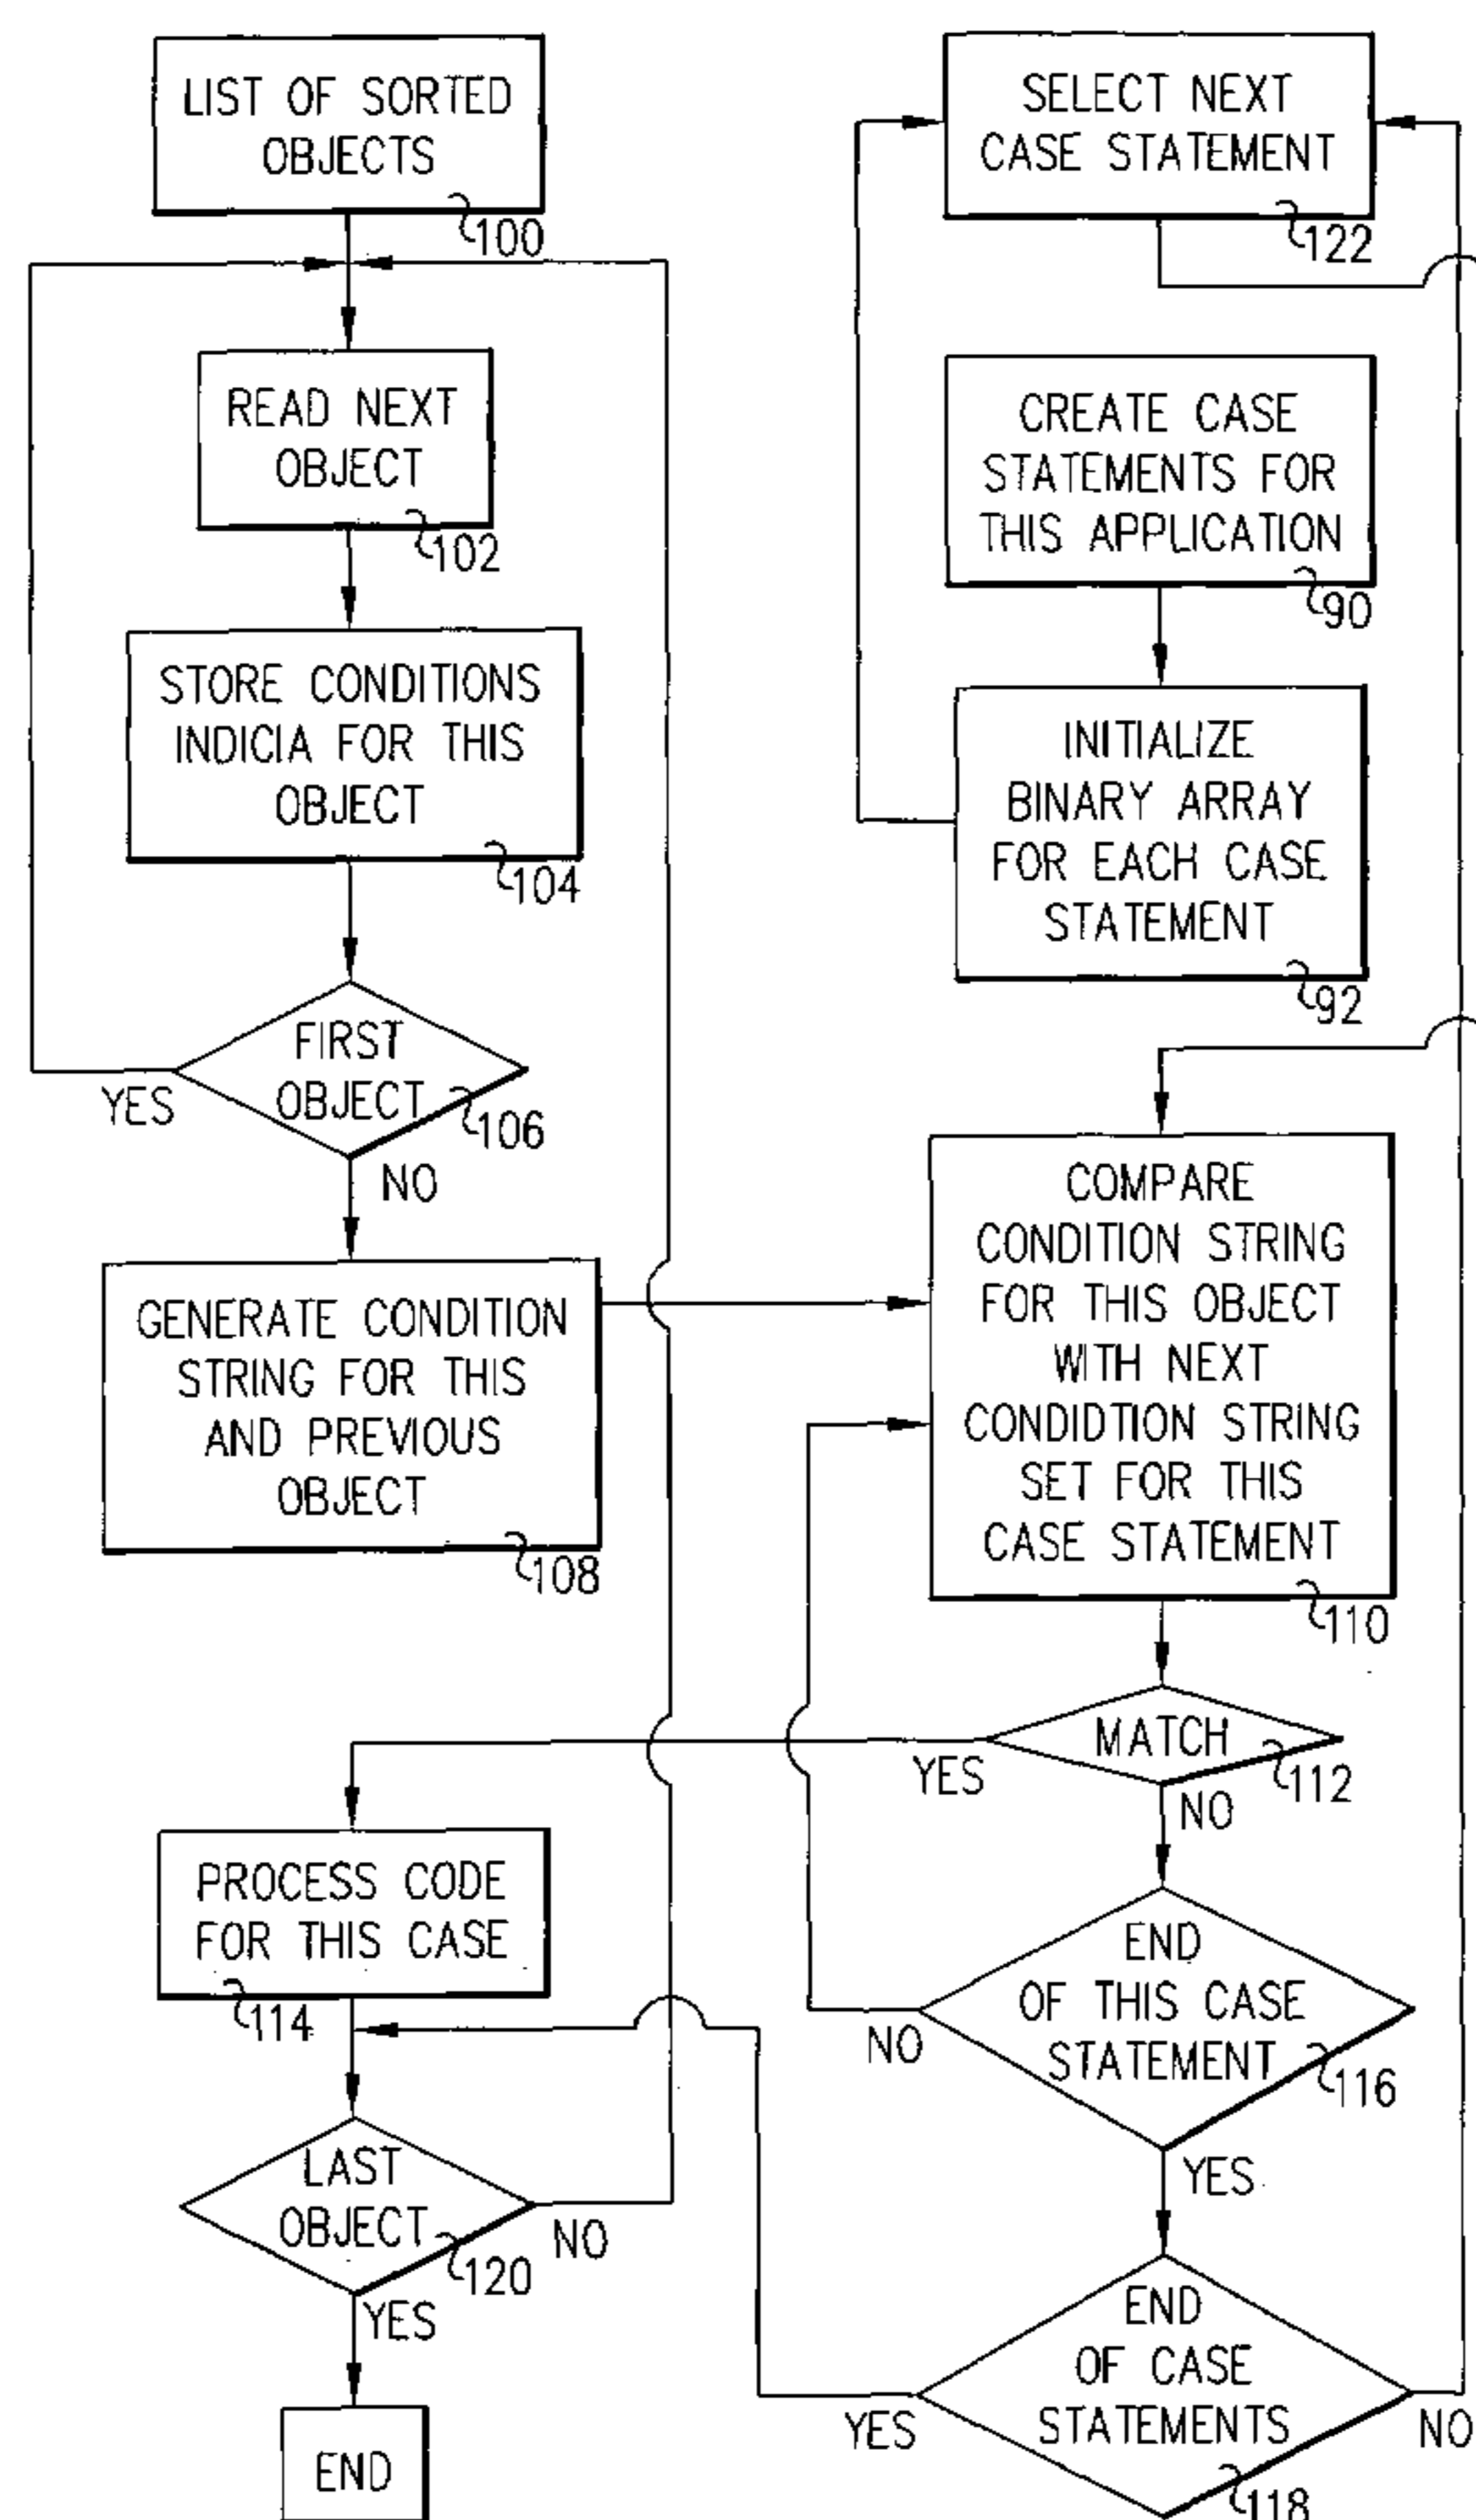 LIST OF SORTED
OBJECTS
100
READ NEXT
OBJECT
102
STORE CONDITIONS
INDICIA FOR THIS
OBJECT
104
FIRST
OBJECT
106
YES
NO
GENERATE CONDITION
STRING FOR THIS
AND PREVIOUS
OBJECT
108
SELECT NEXT
CASE STATEMENT
122
CREATE CASE
STATEMENTS FOR
THIS APPLICATION
90
INITIALIZE
BINARY ARRAY
FOR EACH CASE
STATEMENT
92
COMPARE
CONDITION STRING
FOR THIS OBJECT
WITH NEXT
CONDIDTION STRING
SET FOR THIS
CASE STATEMENT
110
MATCH
112
YES
NO
PROCESS CODE
FOR THIS CASE
114
END
OF THIS CASE
STATEMENT
116
NO
YES
LAST
OBJECT
120
NO
YES
END
END
OF CASE
STATEMENTS
118
YES
NO